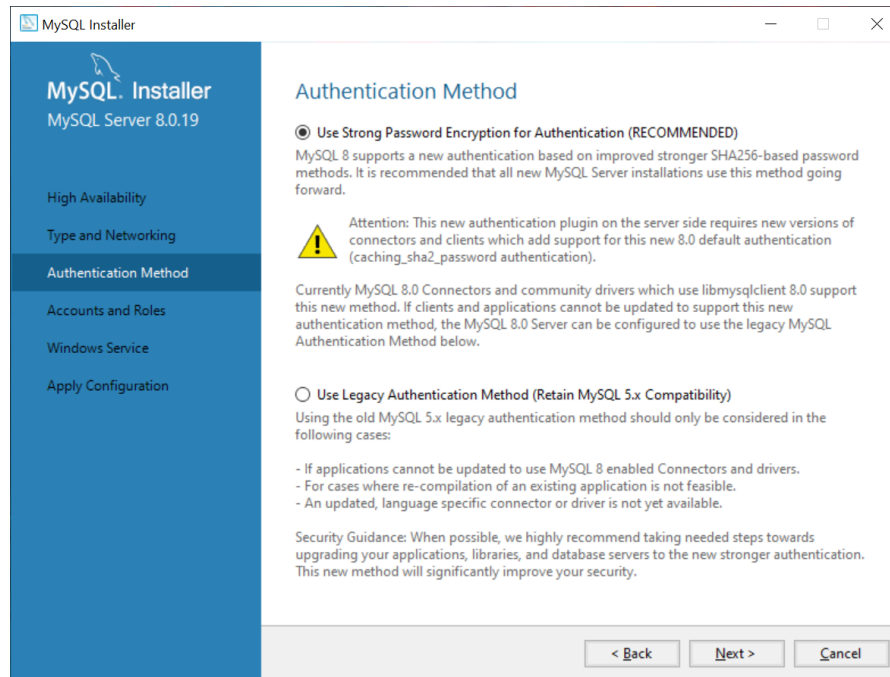 MySQL Installer
MySQL. Installer
MySQL Server 8.0.19
High Availability
Type and Networking
Authentication Method
Accounts and Roles
Windows Service
Apply Configuration
Authentication Method
Use Strong Password Encryption for Authentication (RECOMMENDED)
MySQL 8 supports a new authentication based on improved stronger SHA256-based password
methods. It is recommended that all new MySQL Server installations use this method going
forward.
Attention: This new authentication plugin on the server side requires new versions of
connectors and clients which add support for this new 8.0 default authentication
(caching_sha2_password authentication).
Currently MySQL 8.0 Connectors and community drivers which use libmysqlclient 8.0 support
this new method. If clients and applications cannot be updated to support this new
authentication method, the MySQL 8.0 Server can be configured to use the legacy MySQL
Authentication Method below.
Use Legacy Authentication Method (Retain MySQL 5.x Compatibility)
Using the old MySQL 5.x legacy authentication method should only be considered in the
following cases:
- If applications cannot be updated to use MySQL 8 enabled Connectors and drivers.
- For cases where re-compilation of an existing application is not feasible.
- An updated, language specific connector or driver is not yet available.
Security Guidance: When possible, we highly recommend taking needed steps towards
upgrading your applications, libraries, and database servers to the new stronger authentication.
This new method will significantly improve your security.
< Back
Next >
Cancel